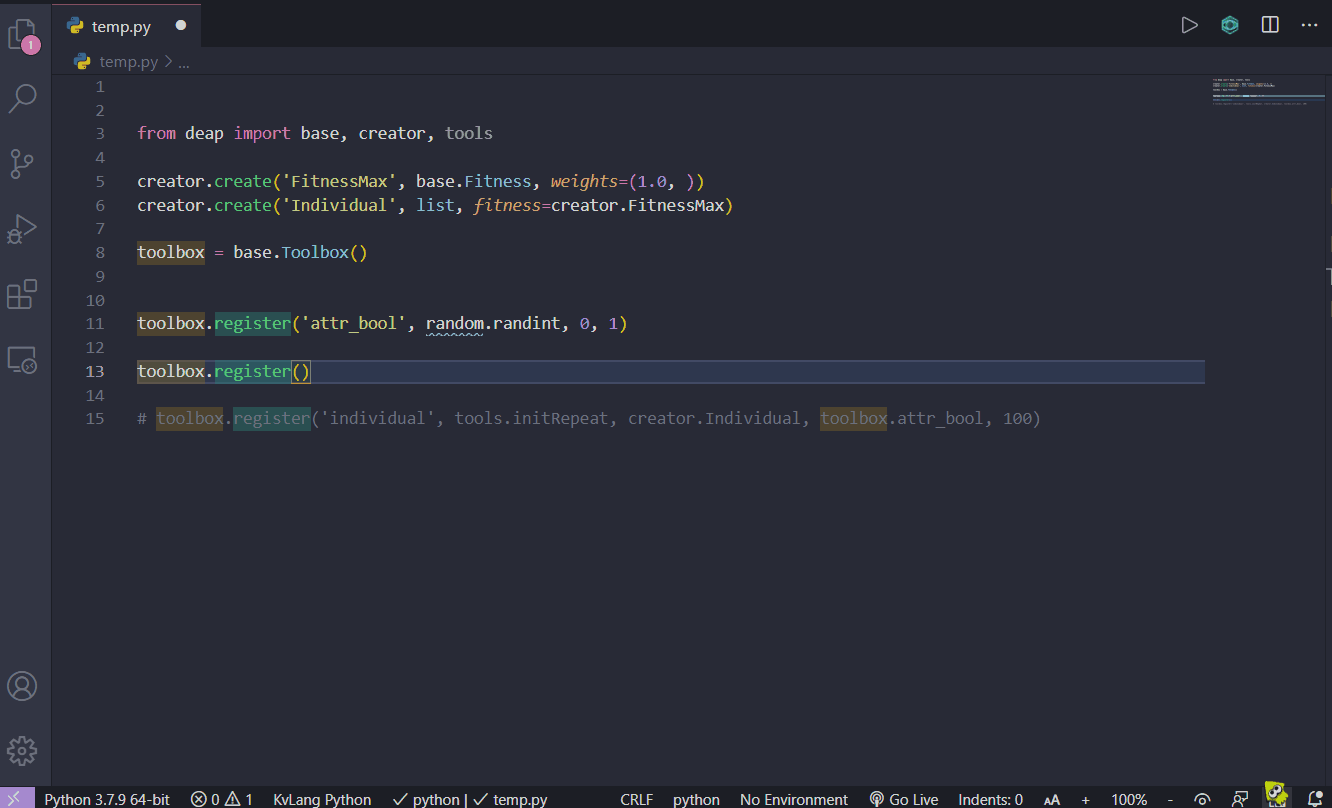 temp.py
1
temp.py > ...
1
2
3 from deap import base, creator, tools
4
5 creator.create('FitnessMax', base.Fitness, weights=(1.0, ))
6 creator.create('Individual', list, fitness=creator.FitnessMax)
7
8 toolbox = base.Toolbox()
9
10
11 toolbox.register('attr_bool', random.randint, 0, 1)
12
13 toolbox.register()
14
15 # toolbox.register('individual', tools.initRepeat, creator.Individual, toolbox.attr_bool, 100)
Python 3.7.9 64-bit 0 1 KvLang Python python | temp.py CRLF python No Environment Go Live Indents: 0 AA + 100% -